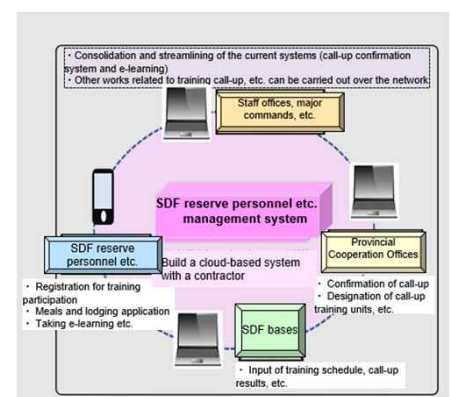 ・Consolidation and streamlining of the current systems (call-up confirmation
system and e-learning)
・Other works related to training call-up, etc. can be carried out over the network
Staff offices, major
commands, etc.
SDF reserve personnel etc.
management system
SDF reserve
personnel etc.
Build a cloud-based system
with a contractor
Provincial
Cooperation Offices
・Registration for training
participation
・Meals and lodging application
・Taking e-learning etc.
・Confirmation of call-up
・Designation of call-up
training units, etc.
SDF bases
・Input of training schedule, call-up
results, etc.